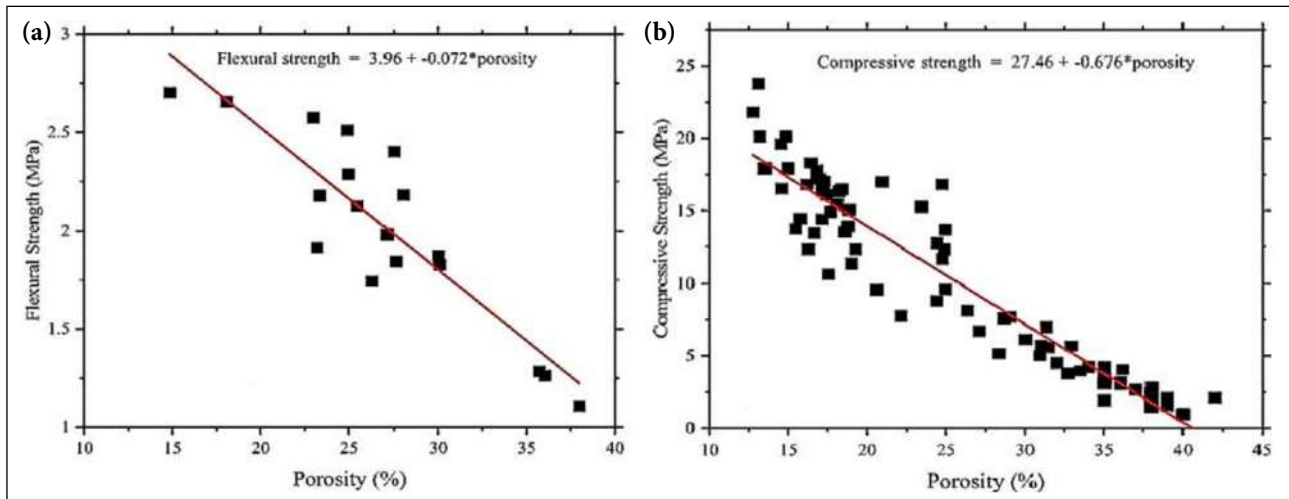 (a)
Flexural strength = 3.96 + -0.072*porosity
3
2.5
2
1.5
1
Flexural Strength (MPa)
10 15 20 25 30 35 40
Porosity (%)
(b)
Compressive strength = 27.46 + -0.676*porosity
25
20
15
10
5
0
Compressive Strength (MPa)
10 15 20 25 30 35 40 45
Porosity (%)